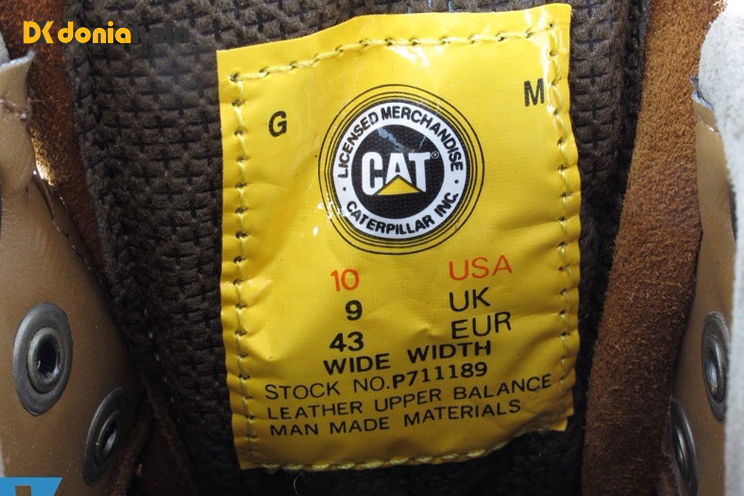 G M
LICENSED MERCHANDISE
CAT®
CATERPILLAR INC.
10 USA
9 UK
43 EUR
WIDE WIDTH
STOCK NO.P711189
LEATHER UPPER BALANCE
MAN MADE MATERIALS